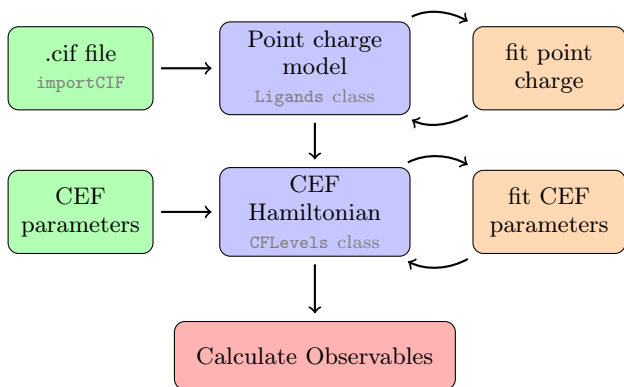 .cif file
importCIF
Point charge
model
Ligands class
fit point
charge
CEF
parameters
CEF
Hamiltonian
CFLevels class
fit CEF
parameters
Calculate Observables